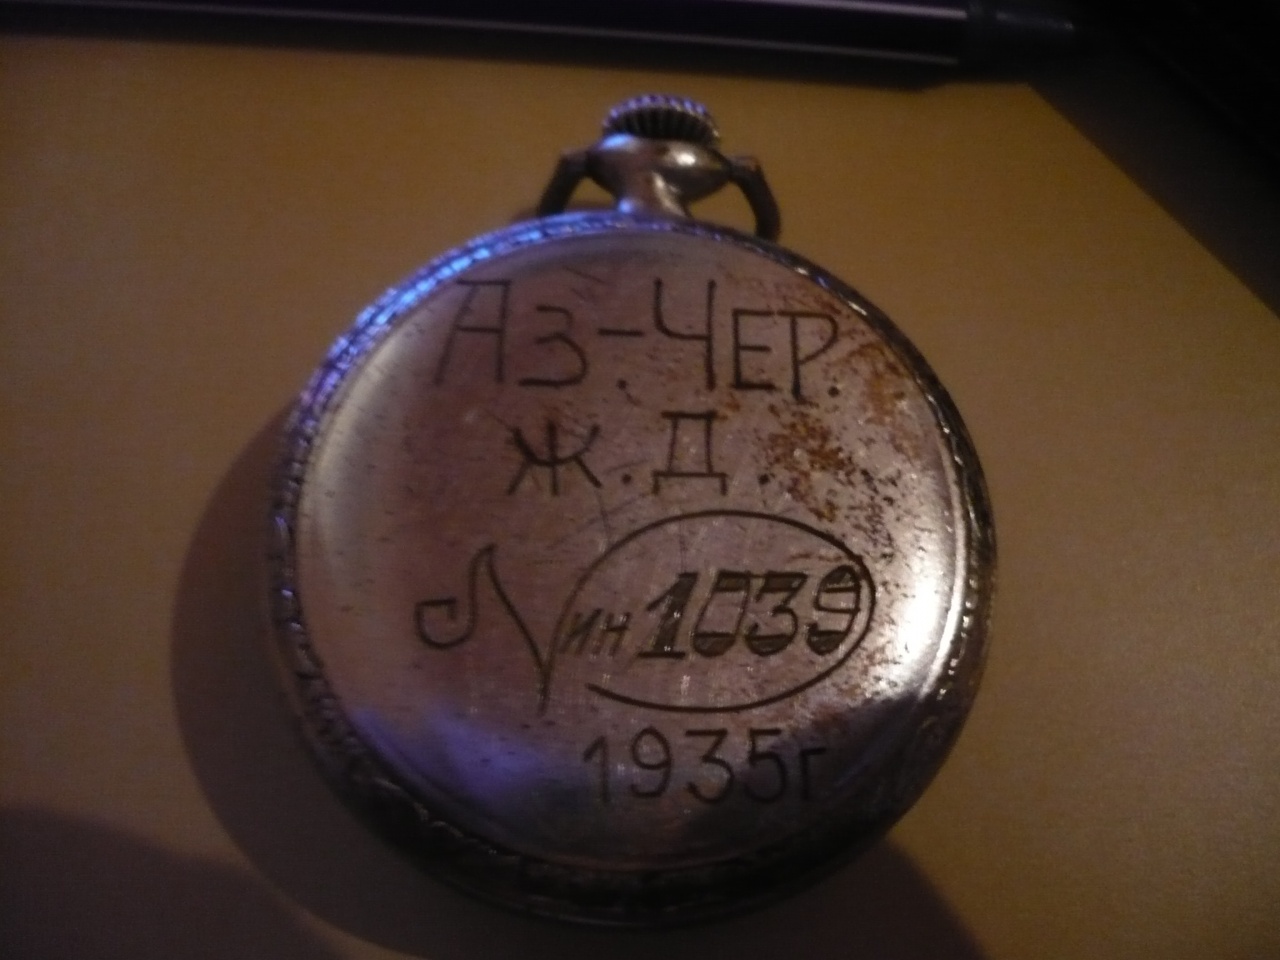 Аз.-ЧЕР.
Ж.Д.
№ ин 1039
1935г